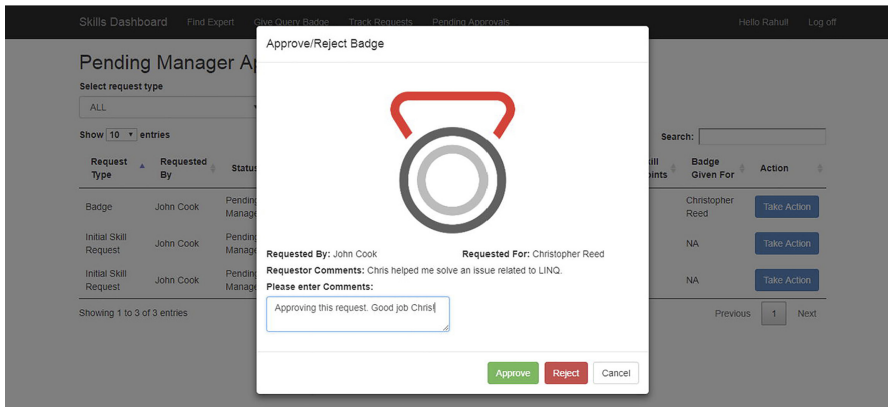 Skills Dashboard Find Expert Give Query Badge Track Requests Pending Approvals Hello Rahul! Log off
Approve/Reject Badge
Pending Manager Ap
Select request type
ALL
Show 10 entries
Search:
Request Type Requested By Status Badge Given For Action
Badge John Cook Pending Manage Christopher Reed Take Action
Initial Skill Request John Cook Pending Manage NA Take Action
Initial Skill Request John Cook Pending Manage NA Take Action
Showing 1 to 3 of 3 entries
Previous 1 Next
Requested By: John Cook Requested For: Christopher Reed
Requestor Comments: Chris helped me solve an issue related to LINQ.
Please enter Comments:
Approving this request. Good job Chris!
Approve Reject Cancel